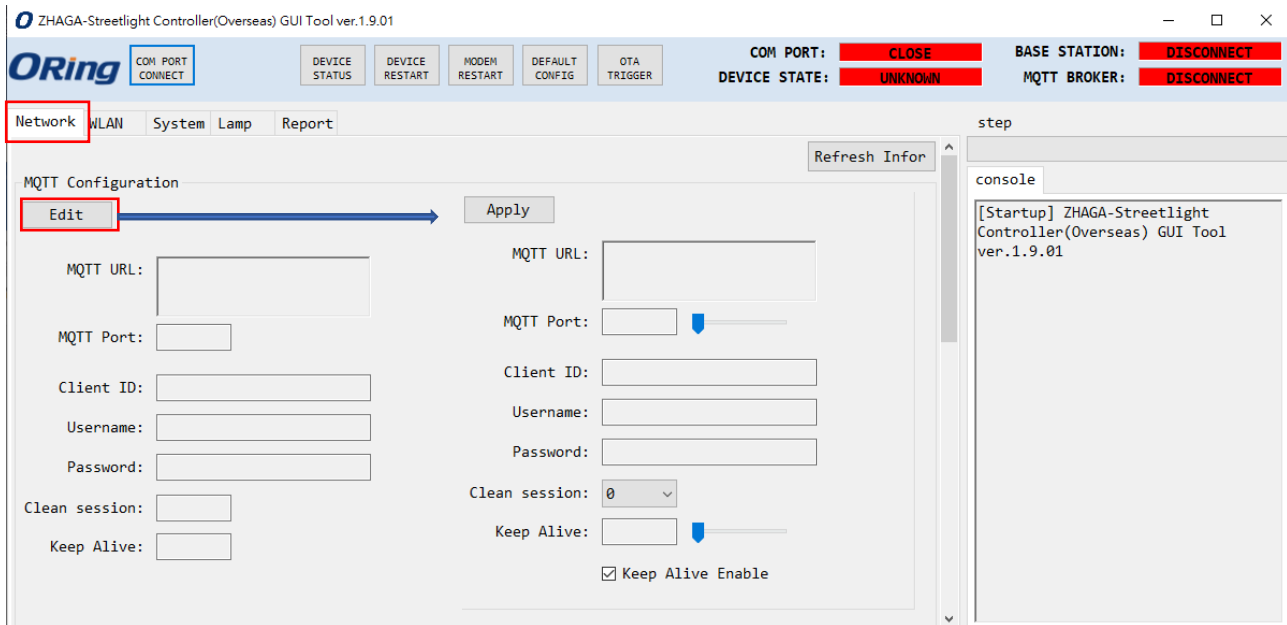 ZHAGA-Streetlight Controller(Overseas) GUI Tool ver.1.9.01
ORing
COM PORT
CONNECT
DEVICE
STATUS
DEVICE
RESTART
MODEM
RESTART
DEFAULT
CONFIG
OTA
TRIGGER
COM PORT: CLOSE
DEVICE STATE: UNKNOWN
BASE STATION: DISCONNECT
MQTT BROKER: DISCONNECT
Network WLAN System Lamp Report
Refresh Infor
MQTT Configuration
Edit
MQTT URL:
MQTT Port:
Client ID:
Username:
Password:
Clean session:
Keep Alive:
Apply
MQTT URL:
MQTT Port:
Client ID:
Username:
Password:
Clean session: 0
Keep Alive:
Keep Alive Enable
step
console
[Startup] ZHAGA-Streetlight
Controller(Overseas) GUI Tool
ver.1.9.01